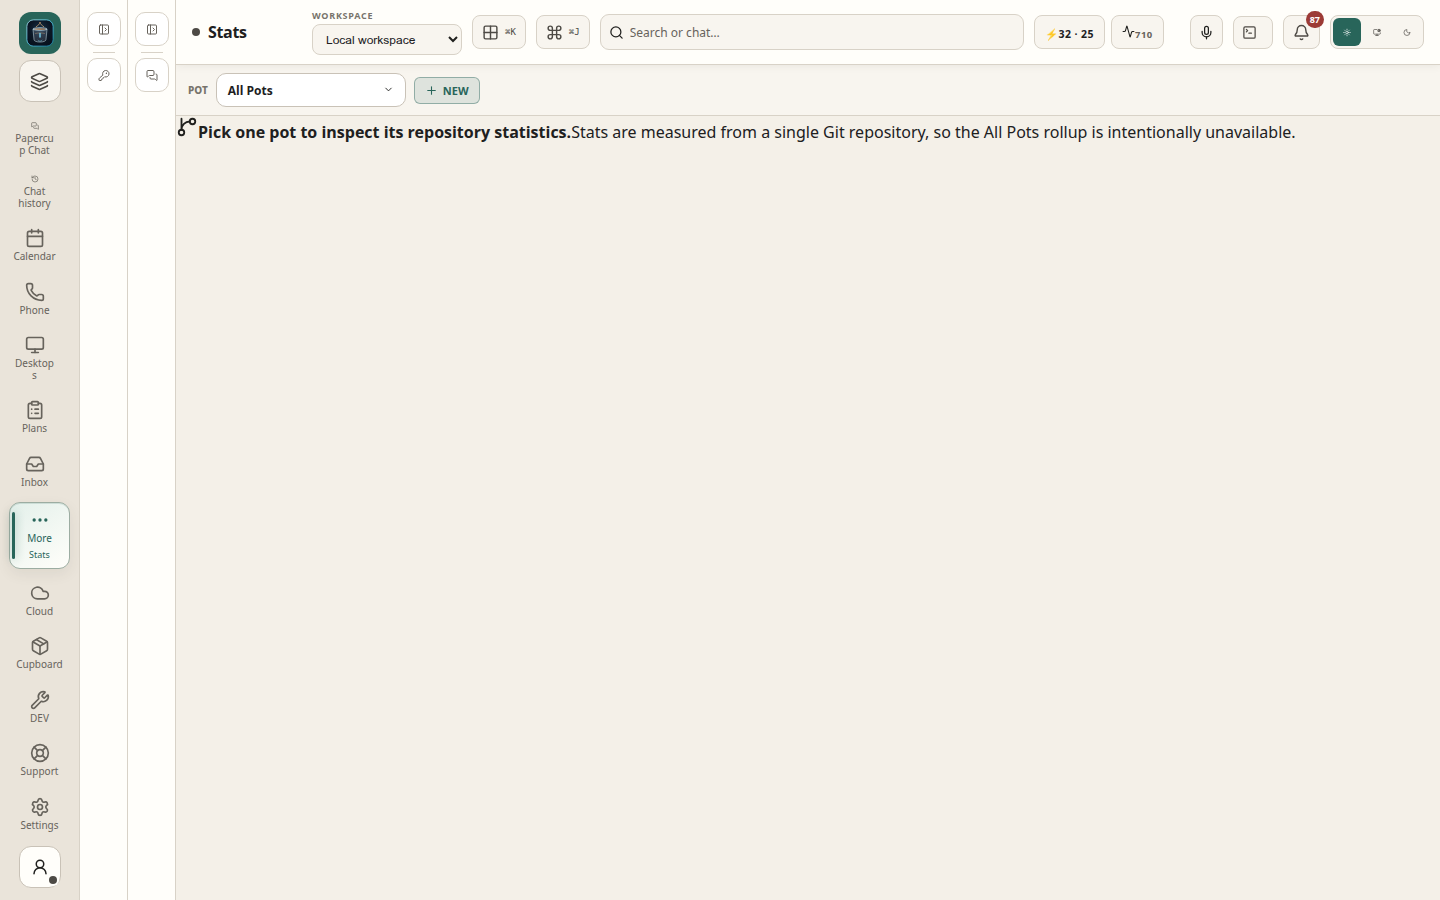 Stats
WORKSPACE
Local workspace
⌘K
⌘J
Search or chat...
⚡32 · 25
710
87
POT
All Pots
+ NEW
Pick one pot to inspect its repository statistics.Stats are measured from a single Git repository, so the All Pots rollup is intentionally unavailable.
Papercu
p Chat
Chat
history
Calendar
Phone
Desktop
s
Plans
Inbox
More
Stats
Cloud
Cupboard
DEV
Support
Settings